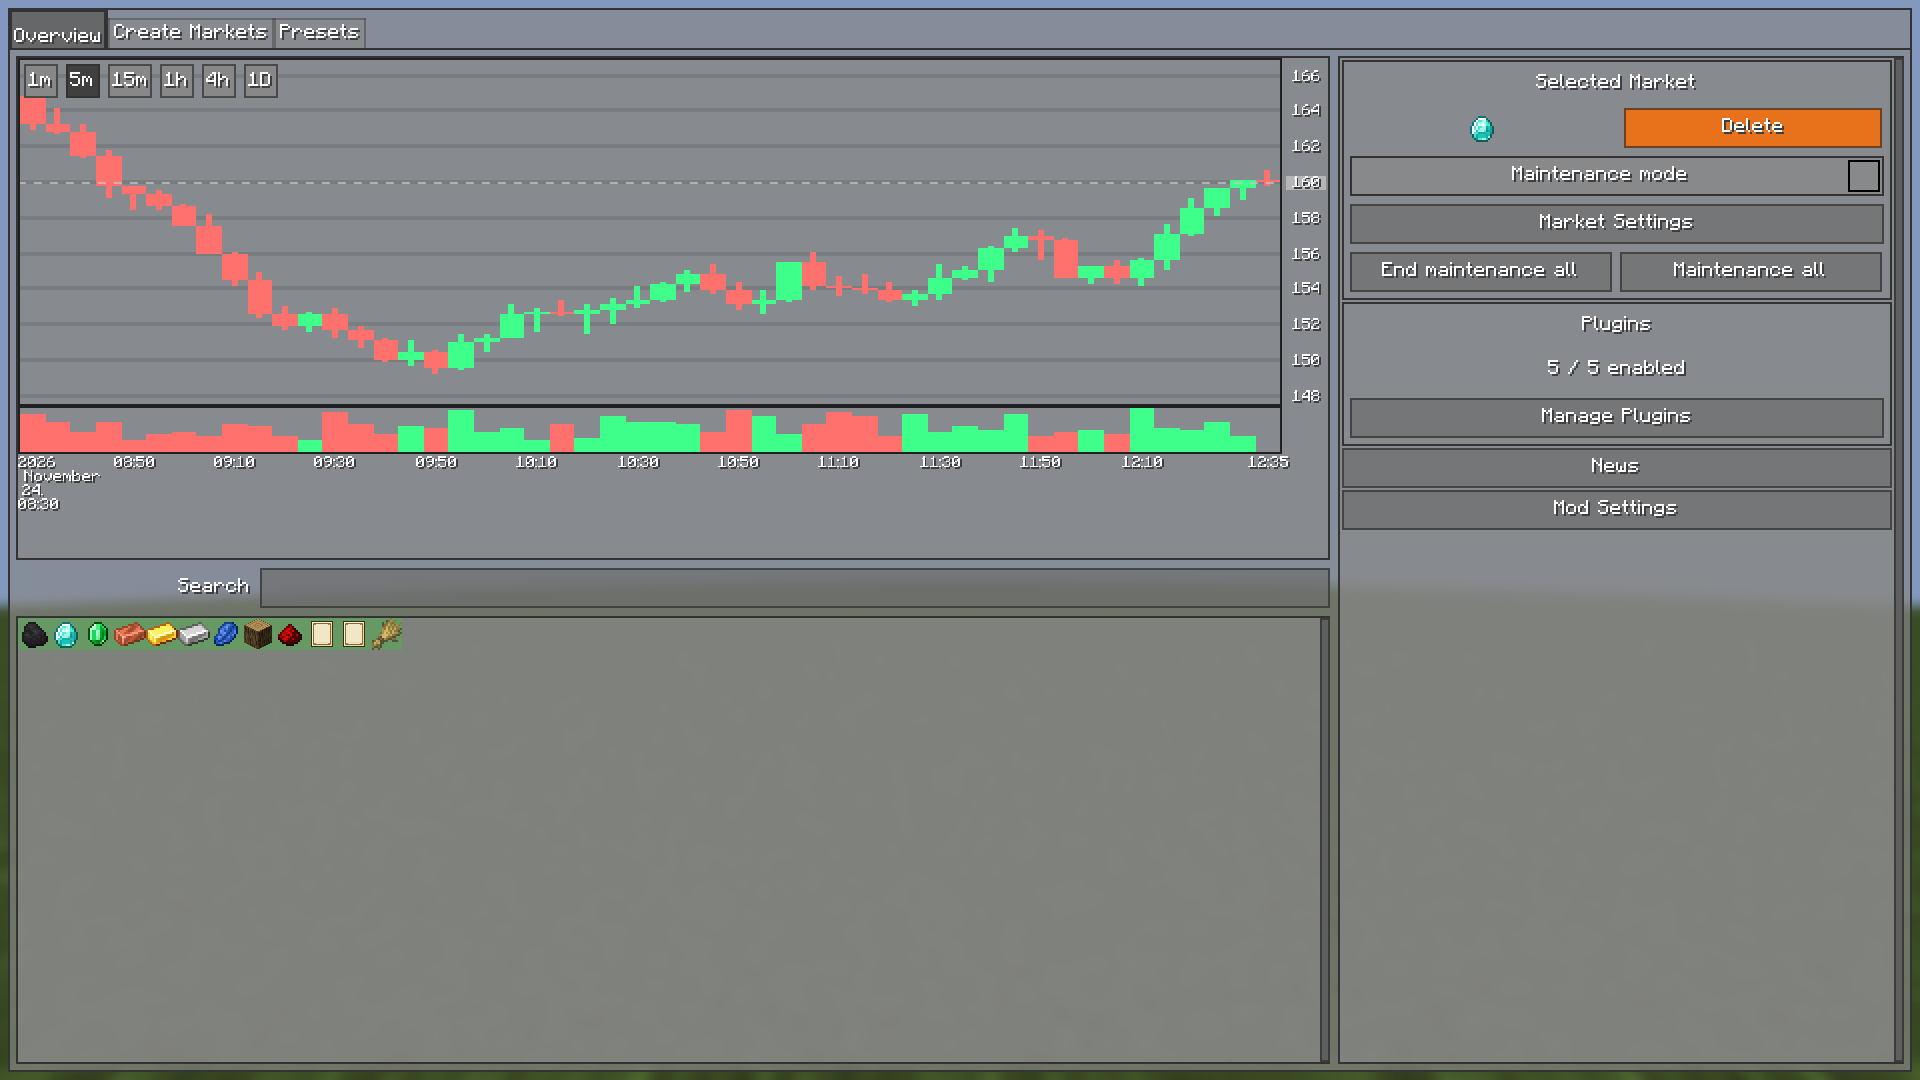 Overview Create Markets Presets
1m 5m 15m 1h 4h 1D
166
164
162
160
158
156
154
152
150
148
2026 08:50 09:10 09:30 09:50 10:10 10:30 10:50 11:10 11:30 11:50 12:10 12:35
November
24.
08:30
Search
Selected Market
Delete
Maintenance mode
Market Settings
End maintenance all Maintenance all
Plugins
5 / 5 enabled
Manage Plugins
News
Mod Settings